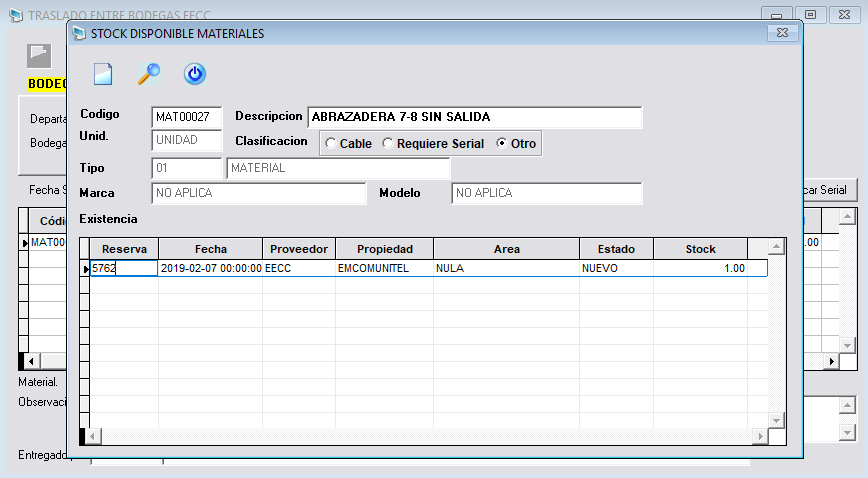 TRASLADO ENTRE BODEGAS EECC
STOCK DISPONIBLE MATERIALES
Codigo MAT00027 Descripcion ABRAZADERA 7-8 SIN SALIDA
Unid. UNIDAD Clasificacion Cable Requiere Serial Otro
Tipo 01 MATERIAL
Marca NO APLICA Modelo NO APLICA
Existencia
Reserva Fecha Proveedor Propiedad Area Estado Stock
5762 2019-02-07 00:00:00 EECC EMCOMUNITEL NULA NUEVO 1.00
BODEG
Departa
Bodega
Fecha S
car Serial
Códi
MAT00
.00
Material.
Observaci
Entregado